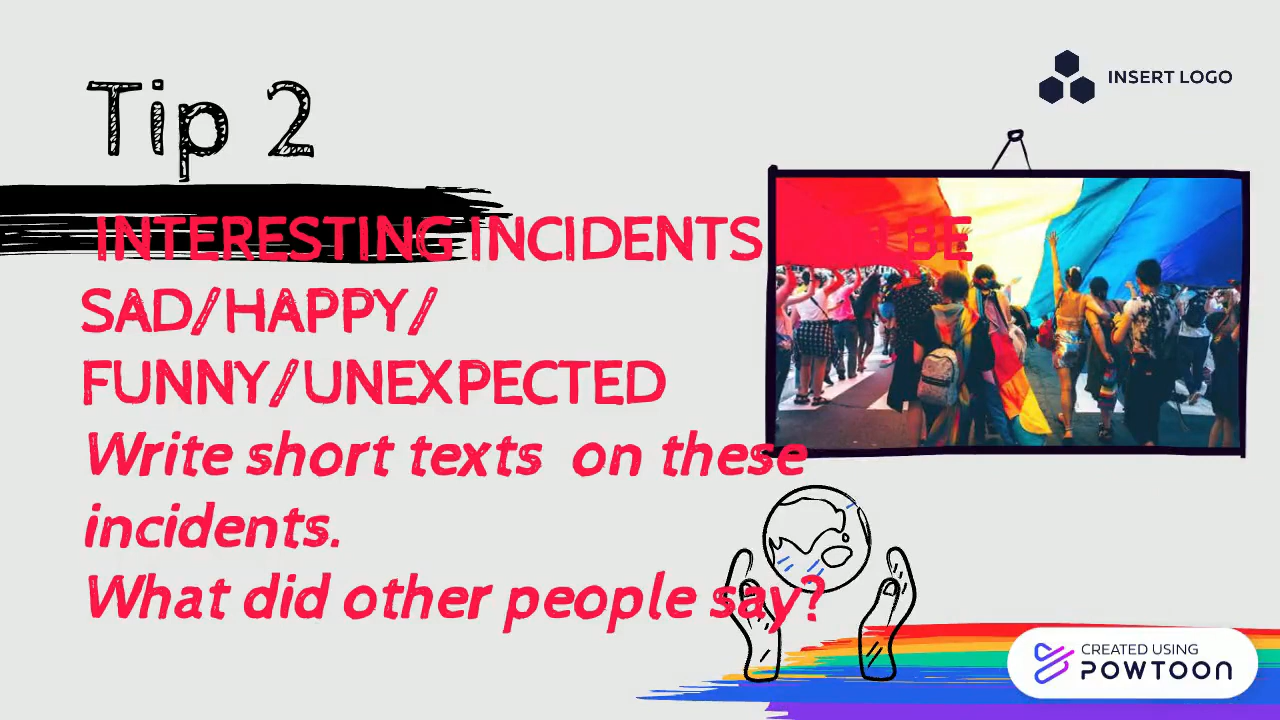 Tip 2
INSERT LOGO
INTERESTING INCIDENTS BE
SAD/HAPPY/
FUNNY/UNEXPECTED
Write short texts on these
incidents.
What did other people say?
CREATED USING
POWTOON